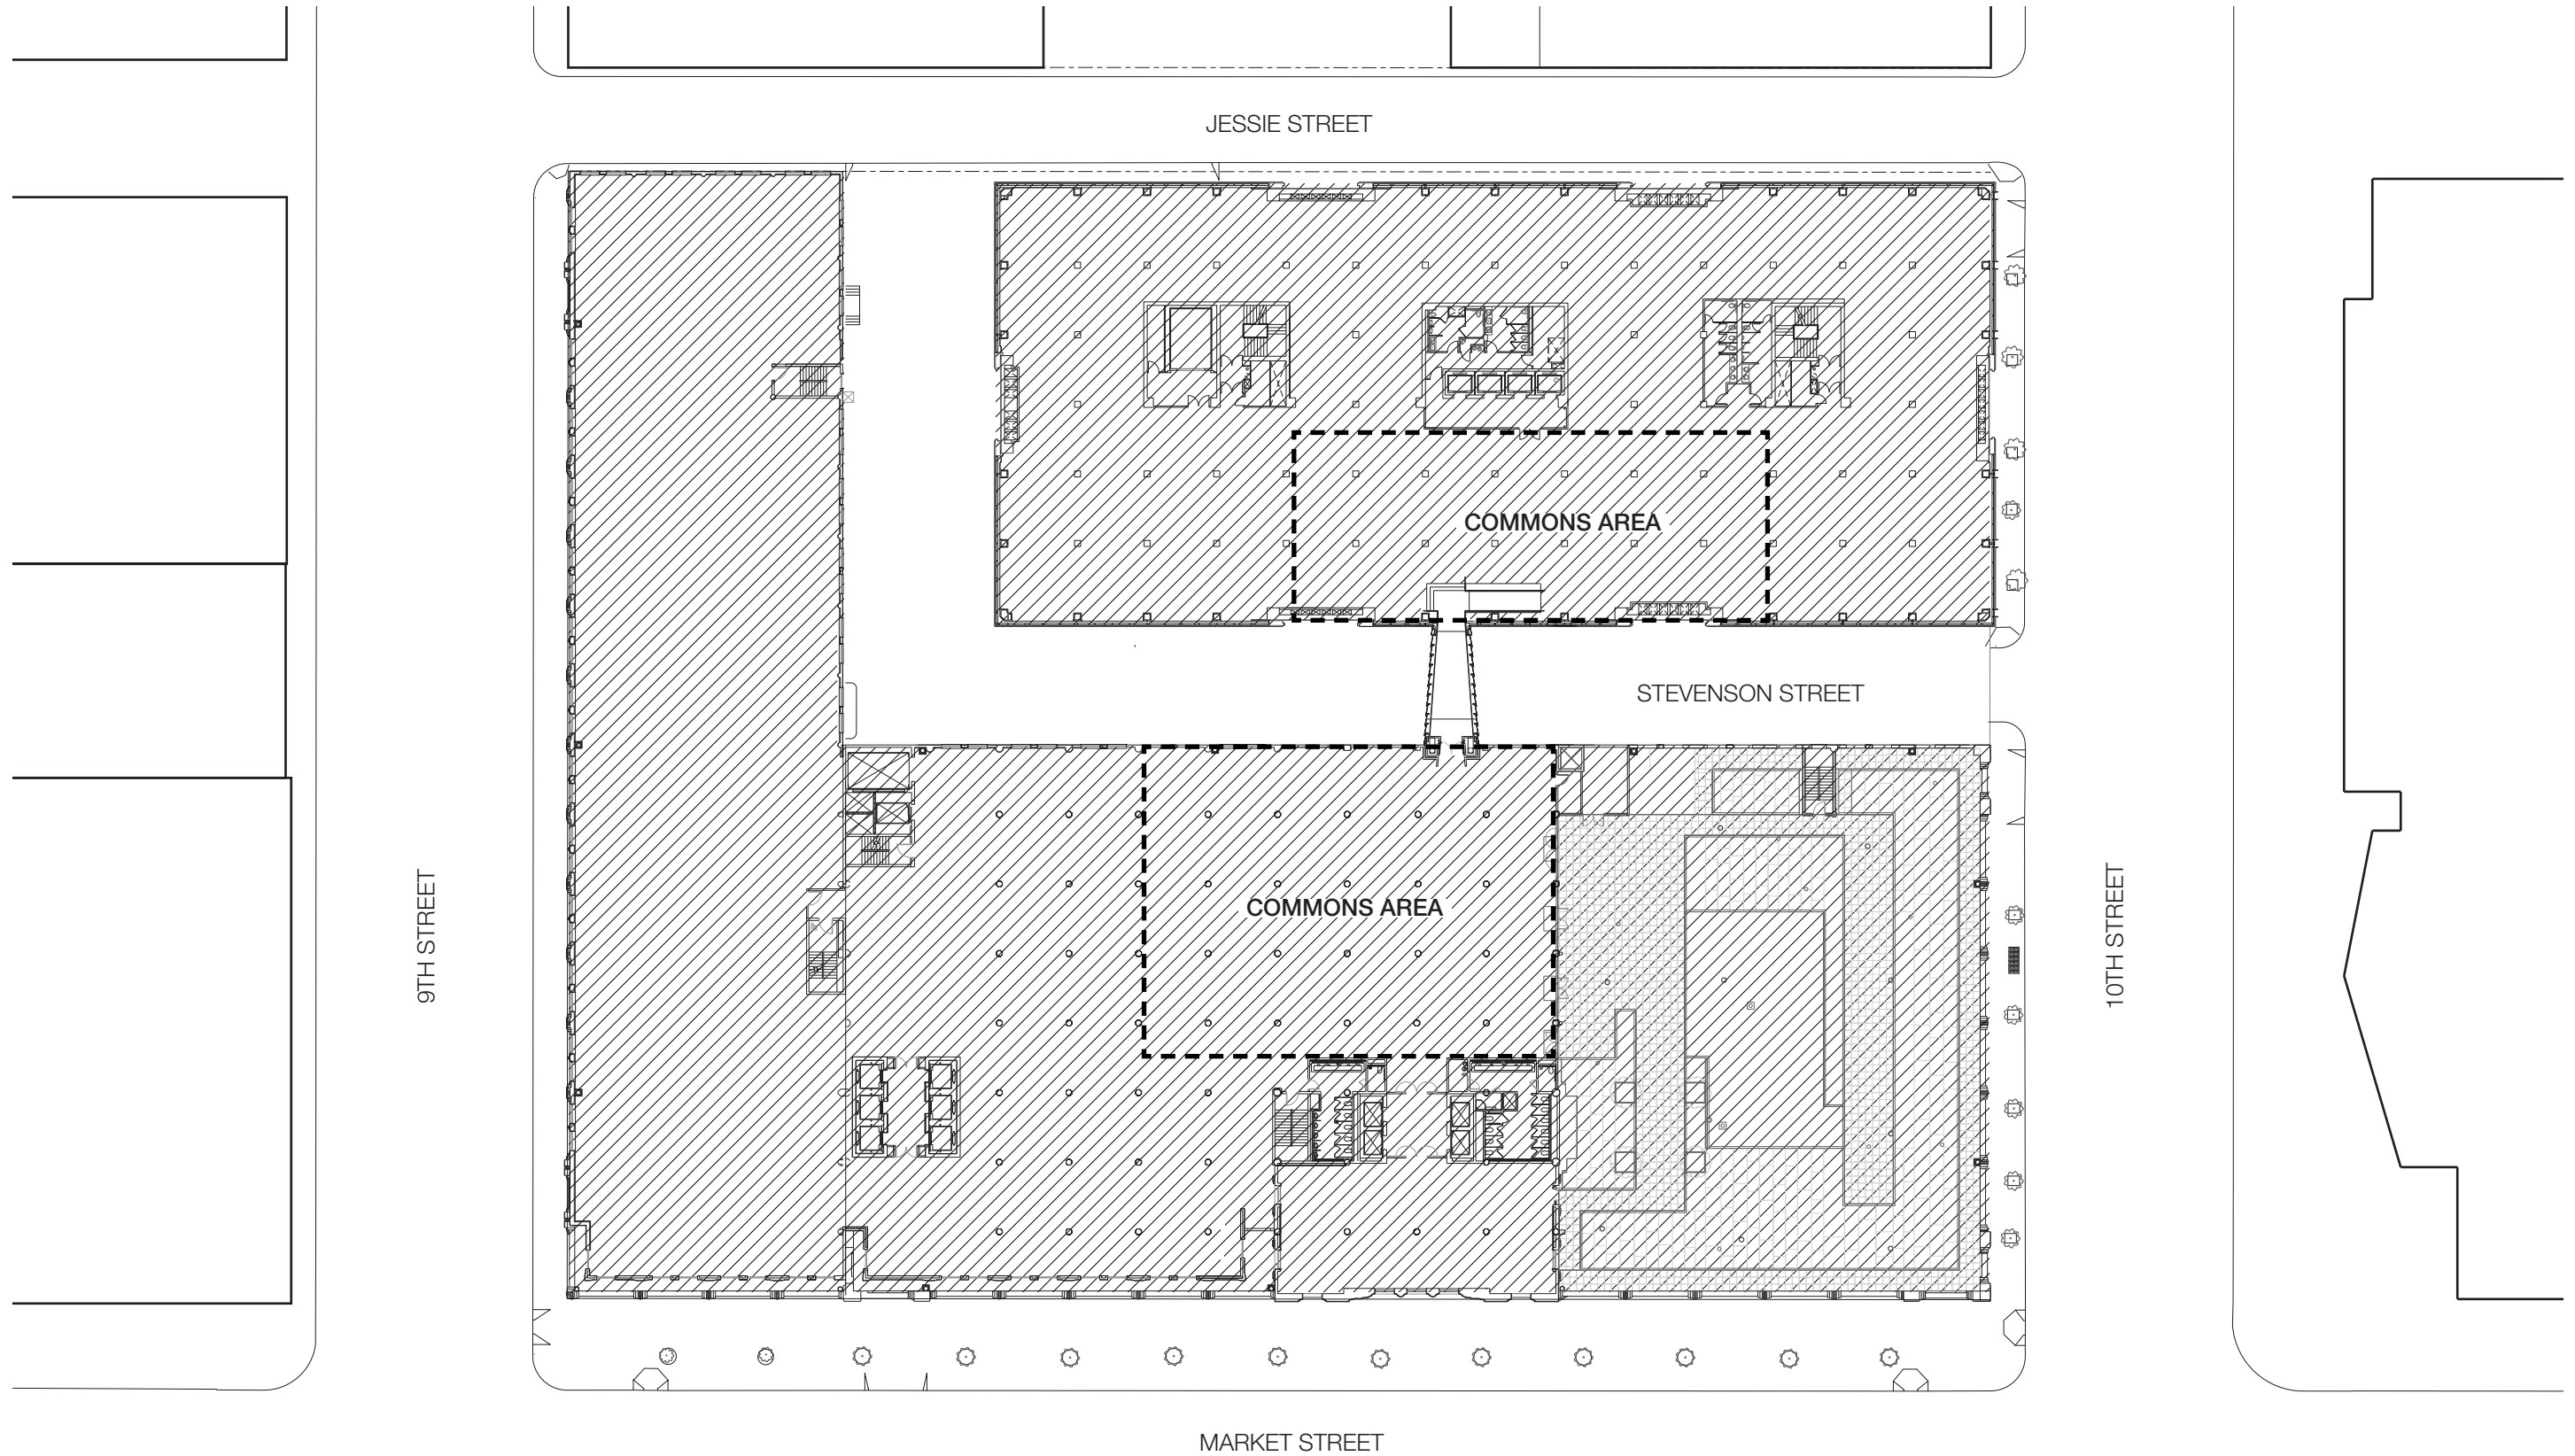 JESSIE STREET
COMMONS AREA
STEVENSON STREET
9TH STREET
COMMONS AREA
10TH STREET
MARKET STREET